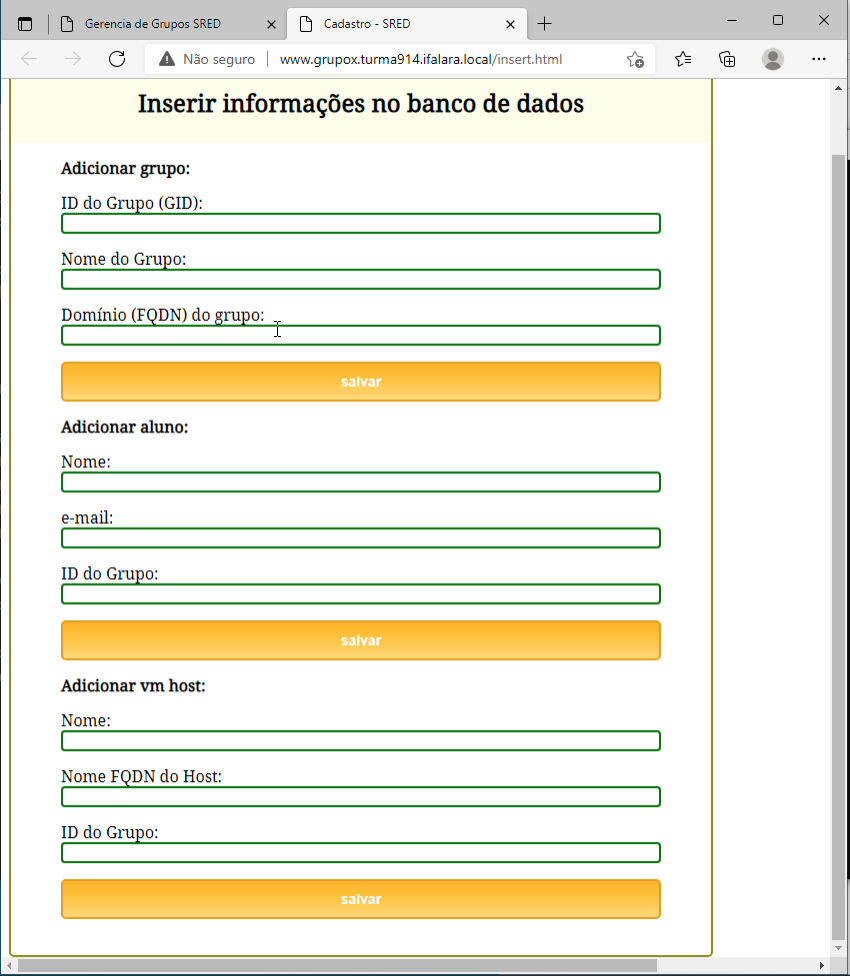 Gerencia de Grupos SRED
Cadastro - SRED
Não seguro
www.grupox.turma914.ifalara.local/insert.html
Inserir informações no banco de dados
Adicionar grupo:
ID do Grupo (GID):
Nome do Grupo:
Domínio (FQDN) do grupo:
salvar
Adicionar aluno:
Nome:
e-mail:
ID do Grupo:
salvar
Adicionar vm host:
Nome:
Nome FQDN do Host:
ID do Grupo:
salvar